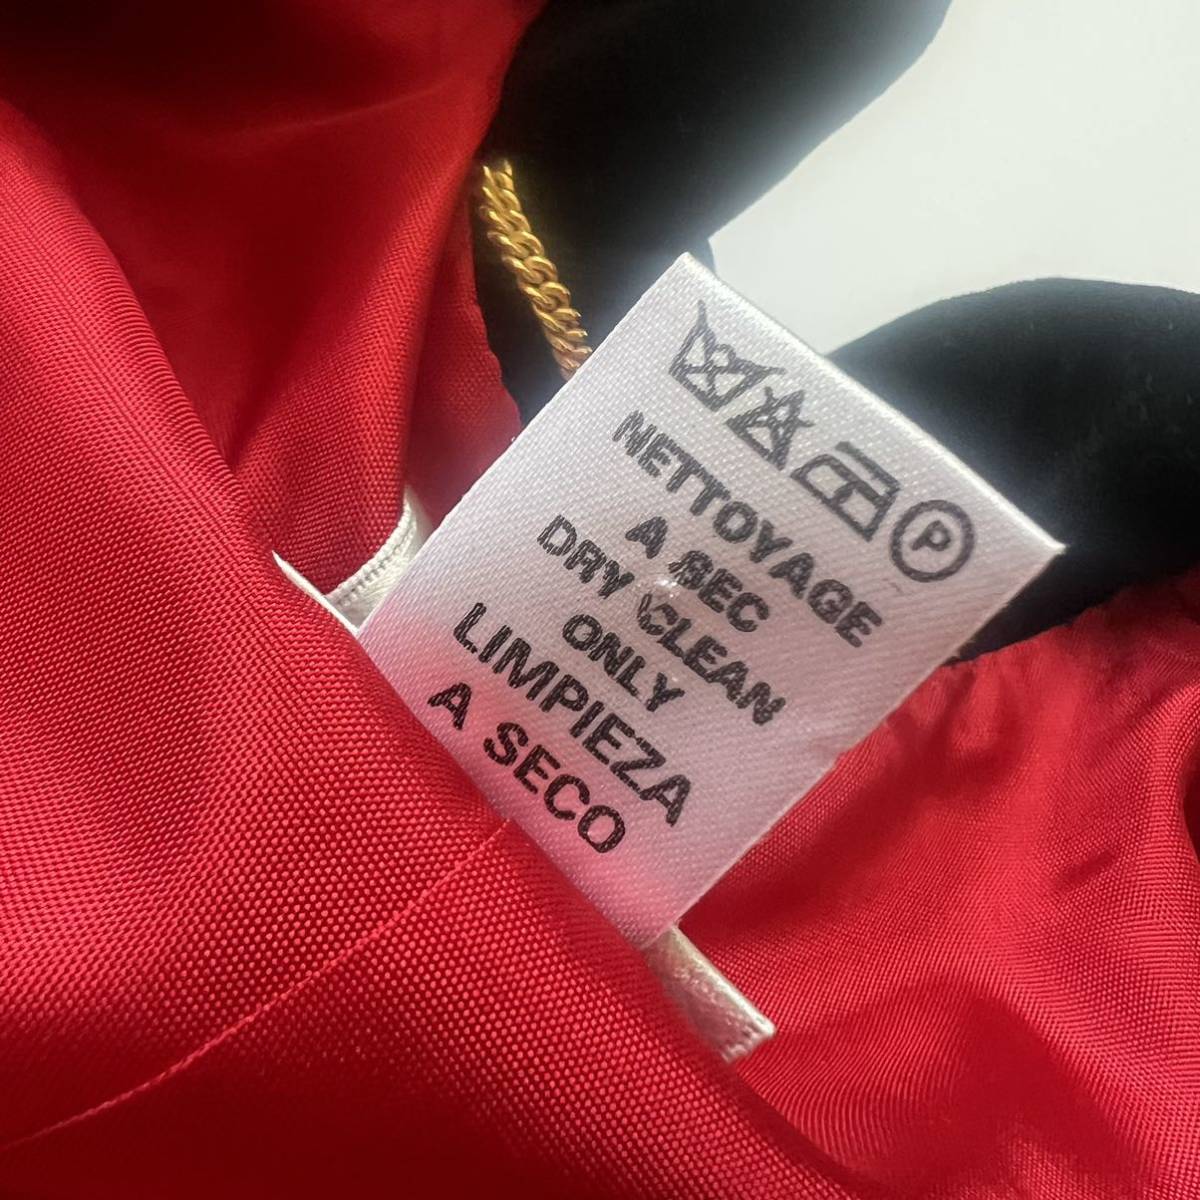 P
NETTOYAGE
A SEC
DRY CLEAN
ONLY
LIMPIEZA
A SECO